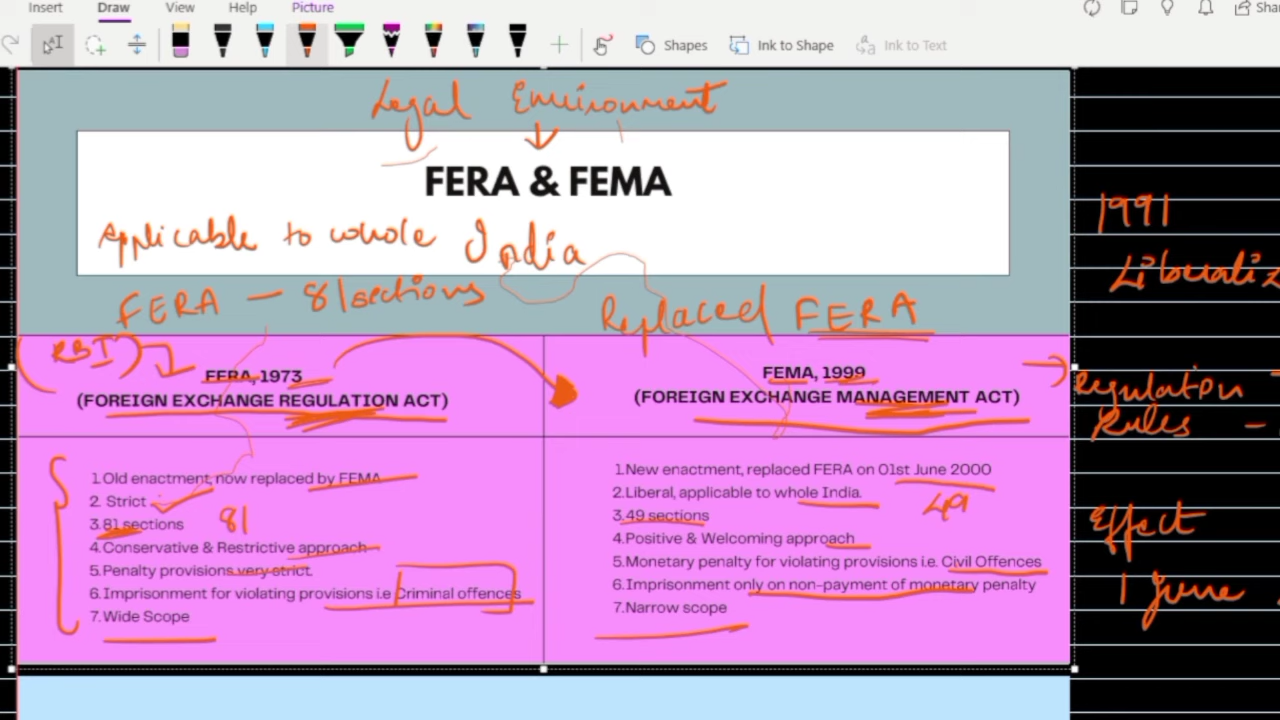 Insert Draw View Help Picture
Shapes Ink to Shape Ink to Text
Legal Environment
FERA & FEMA
Applicable to whole India
FERA — 81 sections
Replaced FERA
1991
(RBI)
FERA, 1973
(FOREIGN EXCHANGE REGULATION ACT)
1. Old enactment, now replaced by FEMA
2. Strict
3. 81 sections 81
4. Conservative & Restrictive approach
5. Penalty provisions very strict.
6. Imprisonment for violating provisions i.e Criminal offences
7. Wide Scope
FEMA, 1999
(FOREIGN EXCHANGE MANAGEMENT ACT)
1. New enactment, replaced FERA on 01st June 2000
2. Liberal, applicable to whole India.
3. 49 sections 49
4. Positive & Welcoming approach
5. Monetary penalty for violating provisions i.e. Civil Offences
6. Imprisonment only on non-payment of monetary penalty
7. Narrow scope
Regulation
Rules –
Effect
1 June